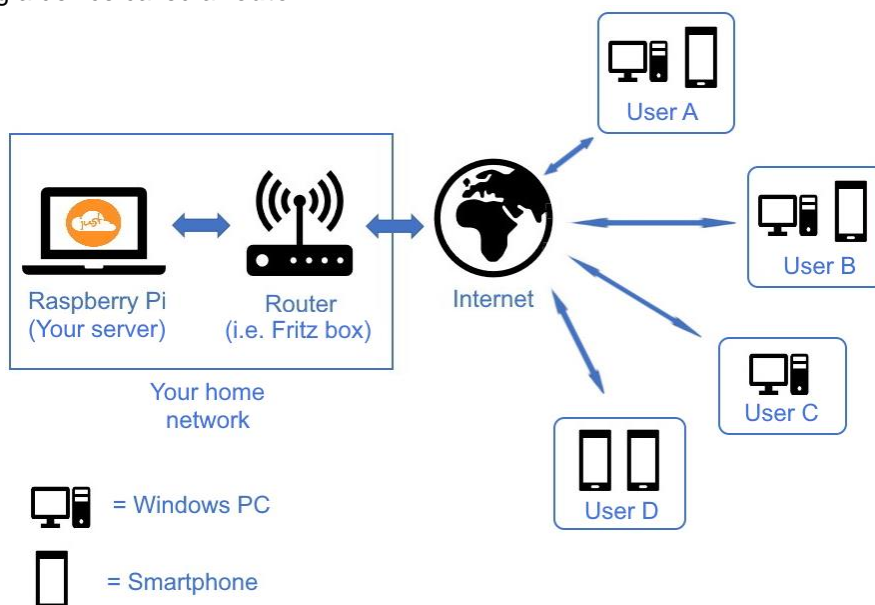 User A
User B
Raspberry Pi
(Your server)
Router
(i.e. Fritz box)
Internet
Your home
network
User C
User D
= Windows PC
= Smartphone